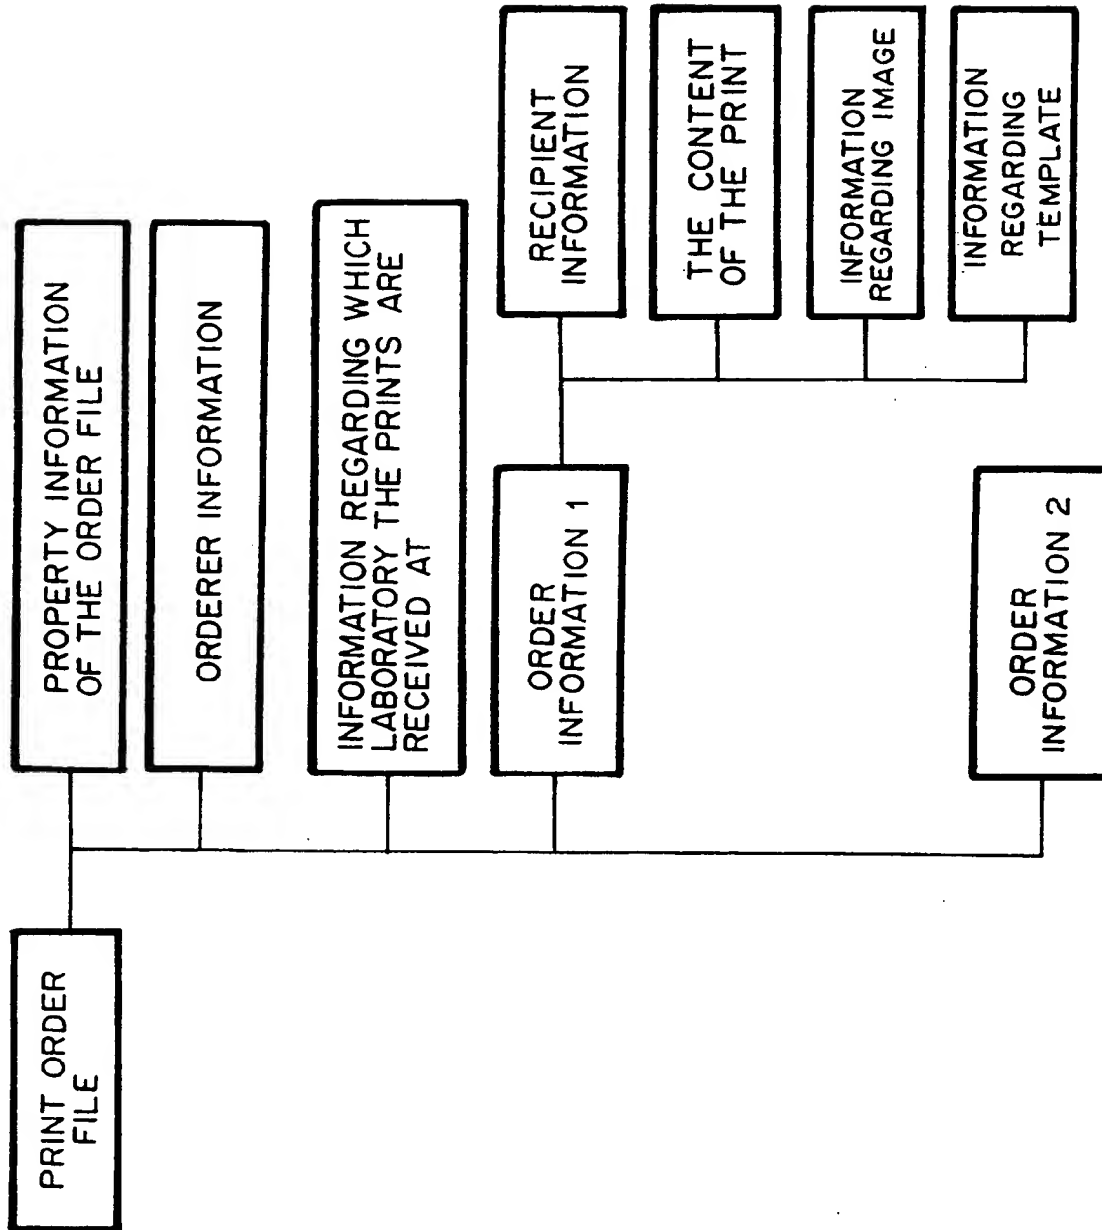 PRINT ORDER
FILE
PROPERTY INFORMATION
OF THE ORDER FILE
ORDERER INFORMATION
INFORMATION REGARDING WHICH
LABORATORY THE PRINTS ARE
RECEIVED AT
ORDER
INFORMATION 1
RECIPIENT
INFORMATION
THE CONTENT
OF THE PRINT
INFORMATION
REGARDING IMAGE
INFORMATION
REGARDING
TEMPLATE
ORDER
INFORMATION 2